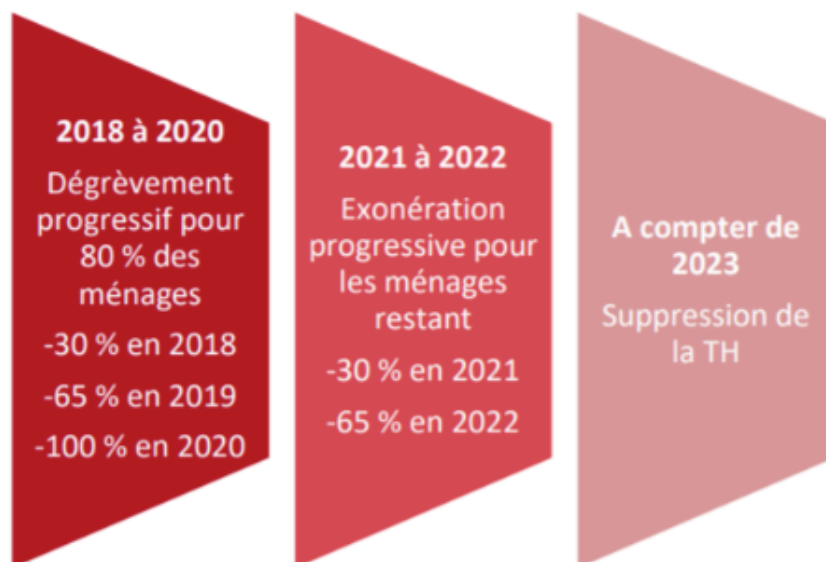 2018 à 2020
Dégrèvement
progressif pour
80 % des
ménages
-30 % en 2018
-65 % en 2019
-100 % en 2020
2021 à 2022
Exonération
progressive pour
les ménages
restant
-30 % en 2021
-65 % en 2022
A compter de
2023
Suppression de
la TH